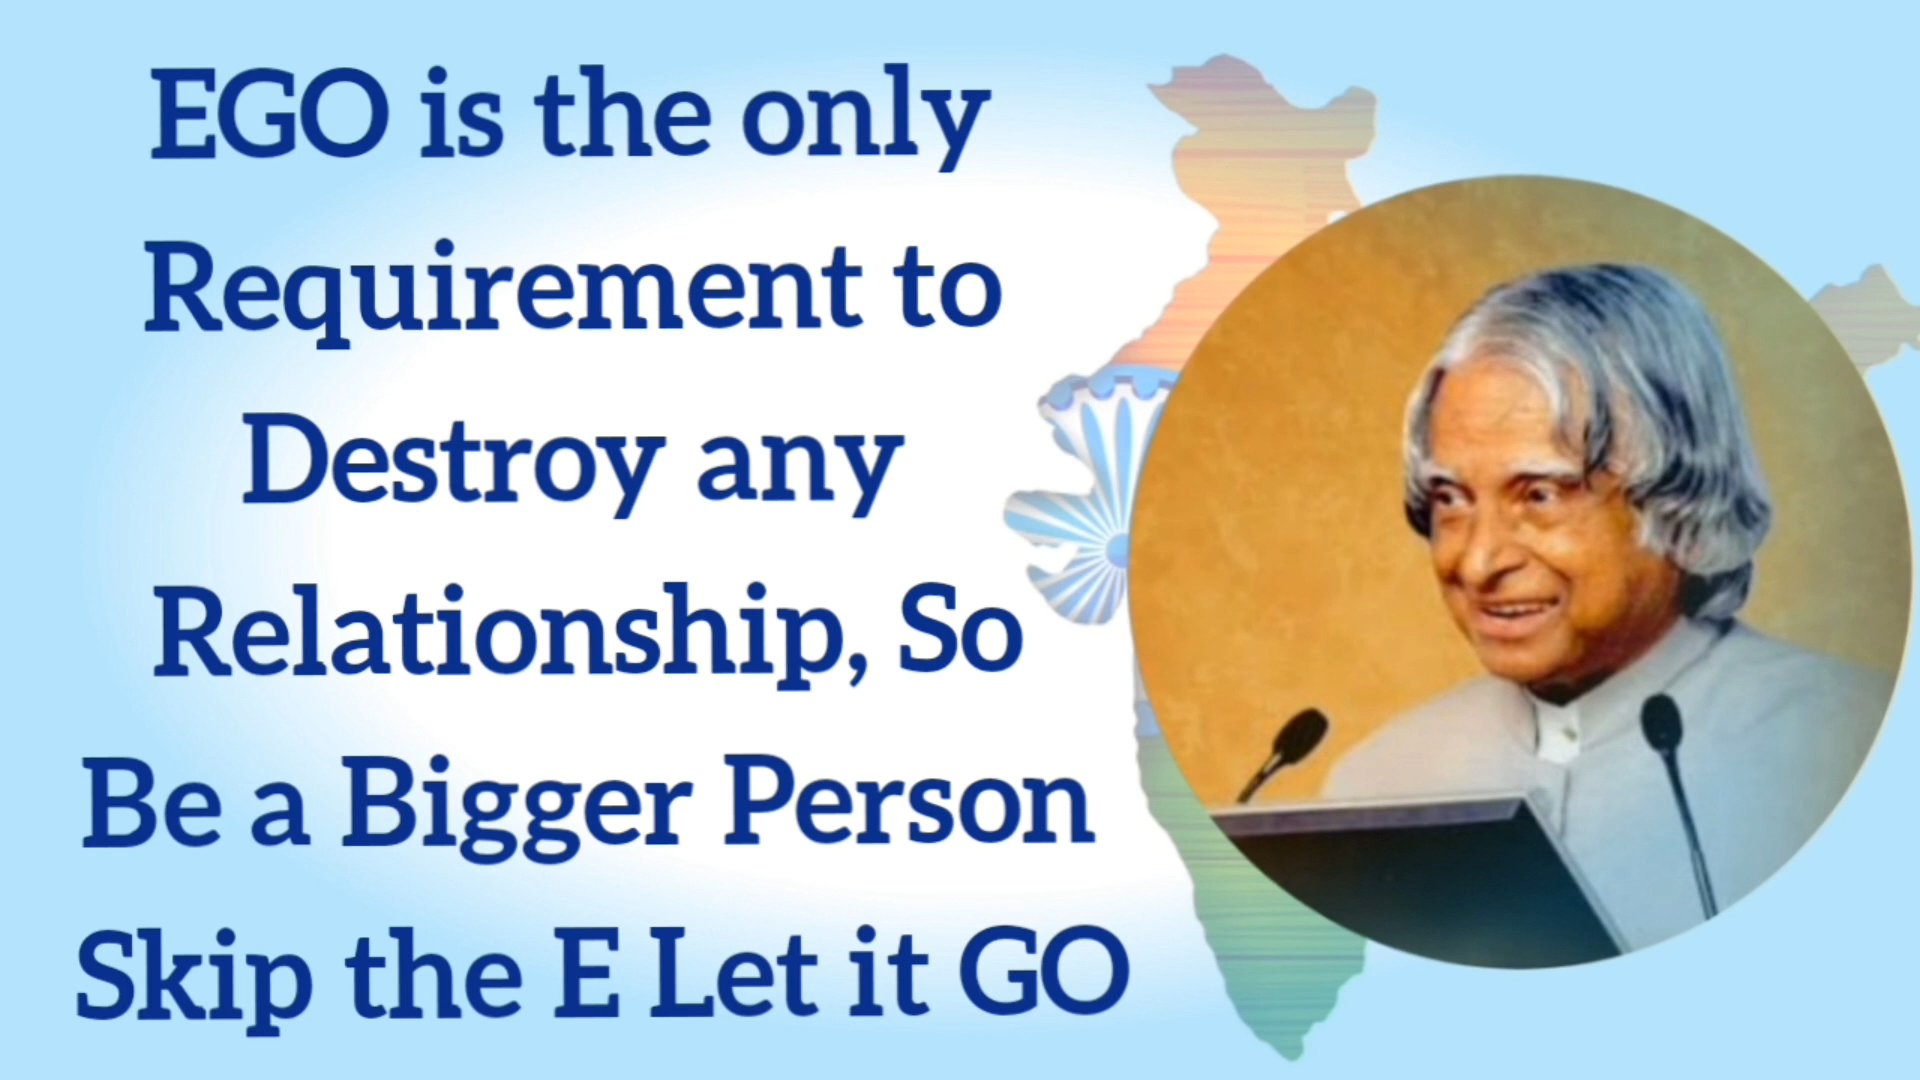 EGO is the only
Requirement to
Destroy any
Relationship, So
Be a Bigger Person
Skip the E Let it GO